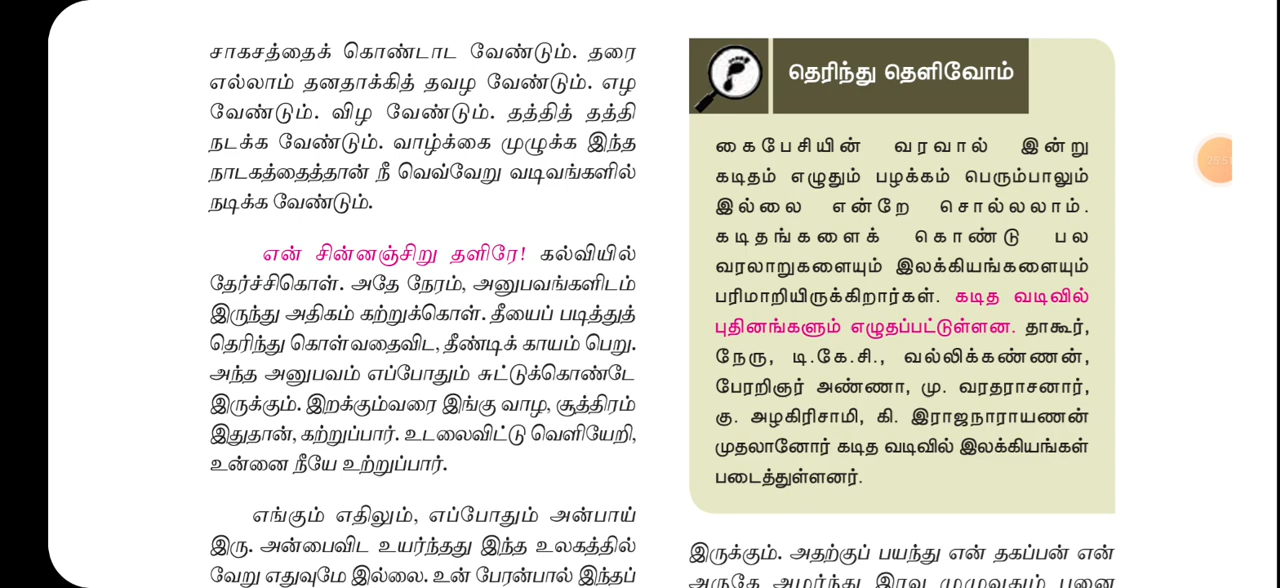 சாகசத்தைக் கொண்டாட வேண்டும். தரை
எல்லாம் தனதாக்கித் தவழ வேண்டும். எழ
வேண்டும். விழ வேண்டும். தத்தித் தத்தி
நடக்க வேண்டும். வாழ்க்கை முழுக்க இந்த
நாடகத்தைத்தான் நீ வெவ்வேறு வடிவங்களில்
நடிக்க வேண்டும்.
என் சின்னஞ்சிறு தளிரே! கல்வியில்
தேர்ச்சிகொள். அதே நேரம், அனுபவங்களிடம்
இருந்து அதிகம் கற்றுக்கொள். தீயைப் படித்துத்
தெரிந்து கொள்வதைவிட, தீண்டிக் காயம் பெறு.
அந்த அனுபவம் எப்போதும் சுட்டுக்கொண்டே
இருக்கும். இறக்கும்வரை இங்கு வாழ, சூத்திரம்
இதுதான், கற்றுப்பார். உடலைவிட்டு வெளியேறி,
உன்னை நீயே உற்றுப்பார்.
எங்கும் எதிலும், எப்போதும் அன்பாய்
இரு. அன்பைவிட உயர்ந்தது இந்த உலகத்தில்
வேறு எதுவுமே இல்லை. உன் பேரன்பால் இந்தப்
தெரிந்து தெளிவோம்
கைபேசியின் வரவால் இன்று
கடிதம் எழுதும் பழக்கம் பெரும்பாலும்
இல்லை என்றே சொல்லலாம்.
கடிதங்களைக் கொண்டு பல
வரலாறுகளையும் இலக்கியங்களையும்
பரிமாறியிருக்கிறார்கள். கடித வடிவில்
புதினங்களும் எழுதப்பட்டுள்ளன. தாகூர்,
நேரு, டி.கே.சி., வல்லிக்கண்ணன்,
பேரறிஞர் அண்ணா, மு. வரதராசனார்,
கு. அழகிரிசாமி, கி. இராஜநாராயணன்
முதலானோர் கடித வடிவில் இலக்கியங்கள்
படைத்துள்ளனர்.
இருக்கும். அதற்குப் பயந்து என் தகப்பன் என்
அருகே அமர்ந்து இரவு முழுவதும் பனை